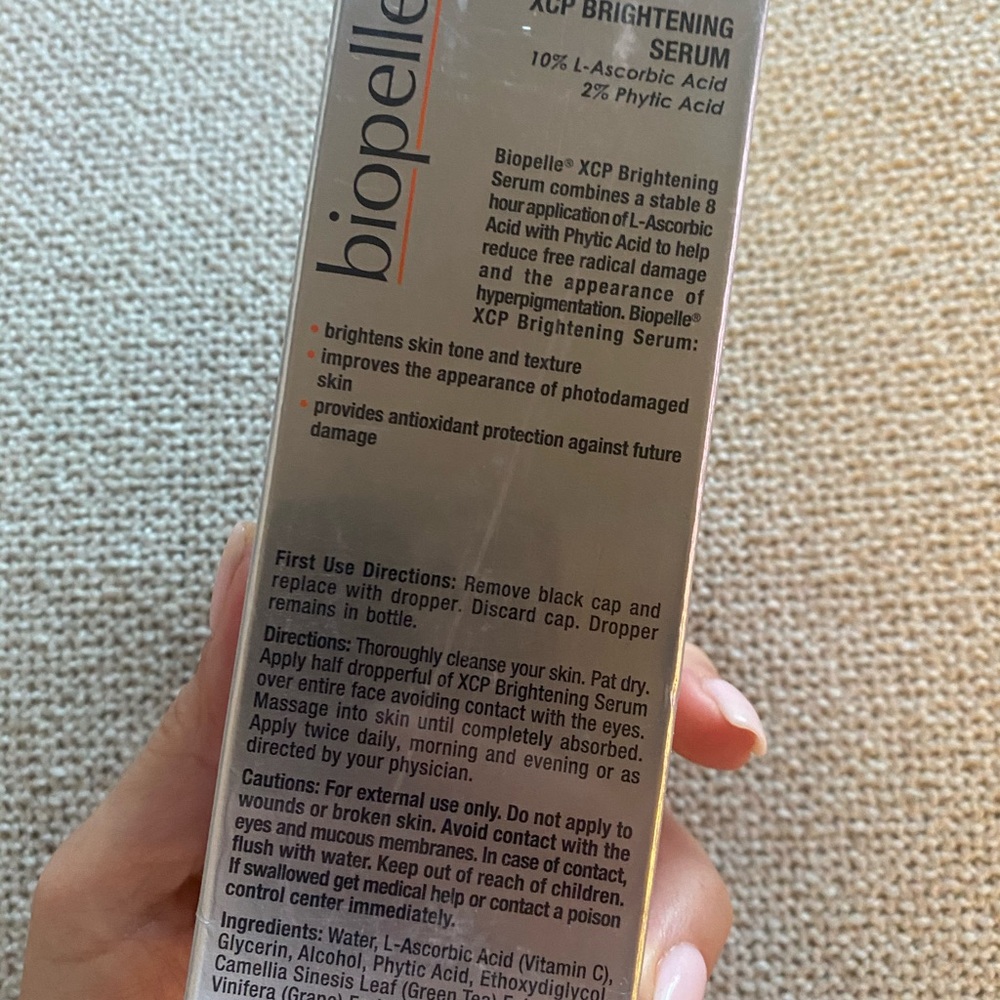 biopelle
XCP BRIGHTENING
SERUM
10% L-Ascorbic Acid
2% Phytic Acid
Biopelle® XCP Brightening
Serum combines a stable 8
hour application of L-Ascorbic
Acid with Phytic Acid to help
reduce free radical damage
and the appearance of
hyperpigmentation. Biopelle®
XCP Brightening Serum:
• brightens skin tone and texture
• improves the appearance of photodamaged
skin
• provides antioxidant protection against future
damage
First Use Directions: Remove black cap and
replace with dropper. Discard cap. Dropper
remains in bottle.
Directions: Thoroughly cleanse your skin. Pat dry.
Apply half dropperful of XCP Brightening Serum
over entire face avoiding contact with the eyes.
Massage into skin until completely absorbed.
Apply twice daily, morning and evening or as
directed by your physician.
Cautions: For external use only. Do not apply to
wounds or broken skin. Avoid contact with the
eyes and mucous membranes. In case of contact,
flush with water. Keep out of reach of children.
If swallowed get medical help or contact a poison
control center immediately.
Ingredients: Water, L-Ascorbic Acid (Vitamin C),
Glycerin, Alcohol, Phytic Acid, Ethoxydiglycol,
Camellia Sinesis Leaf (Green Tea)
Vinifera (Grape)